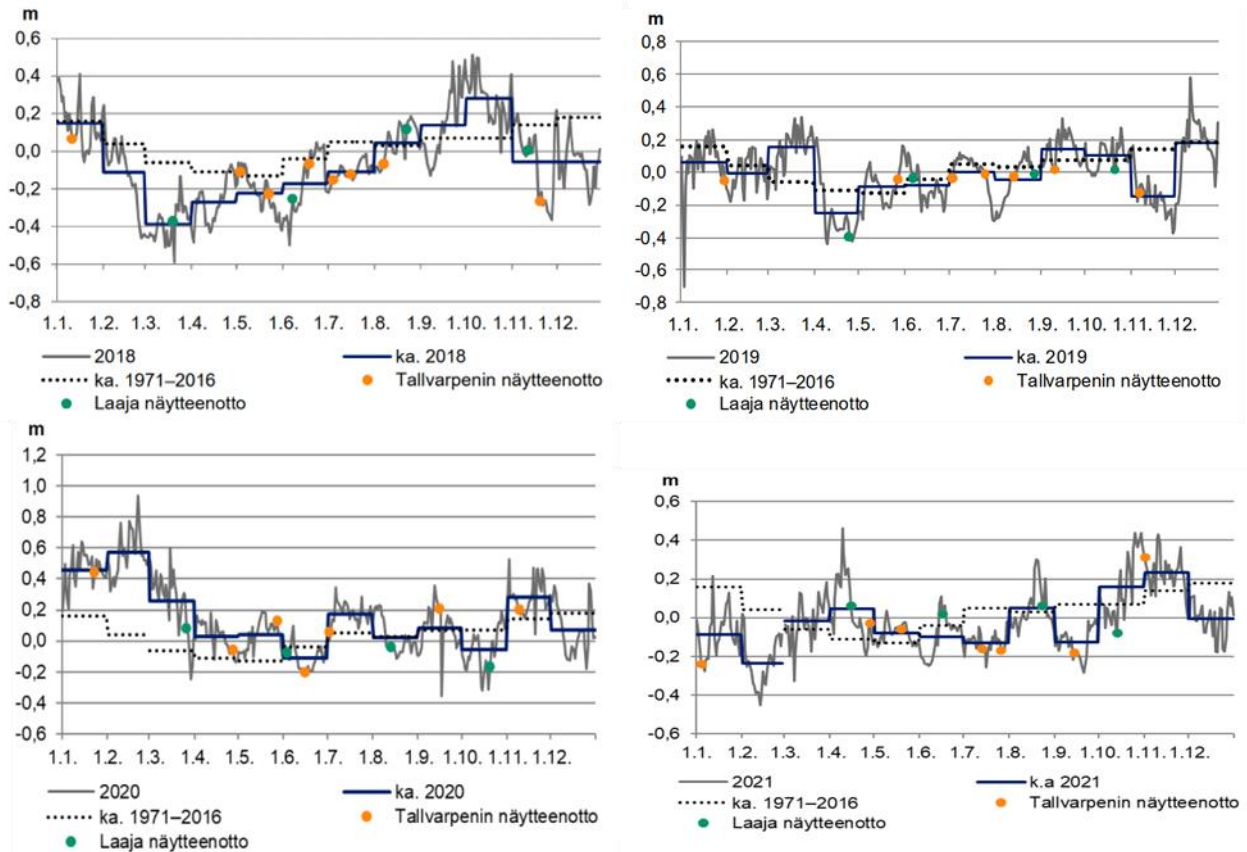 m
0,6
0,4
0,2
0,0
-0,2
-0,4
-0,6
-0,8
1.1. 1.2. 1.3. 1.4. 1.5. 1.6. 1.7. 1.8. 1.9. 1.10. 1.11. 1.12.
2018 ka. 2018
ka. 1971–2016 Tallvarpenin näytteenotto
Laaja näytteenotto
m
0,8
0,6
0,4
0,2
0,0
-0,2
-0,4
-0,6
-0,8
1.1. 1.2. 1.3. 1.4. 1.5. 1.6. 1.7. 1.8. 1.9. 1.10. 1.11. 1.12.
2019 ka.2019
ka. 1971–2016 Tallvarpenin näytteenotto
Laaja näytteenotto
m
1,2
1,0
0,8
0,6
0,4
0,2
0,0
-0,2
-0,4
-0,6
1.1. 1.2. 1.3. 1.4. 1.5. 1.6. 1.7. 1.8. 1.9. 1.10. 1.11. 1.12.
2020 ka. 2020
ka. 1971–2016 Tallvarpenin näytteenotto
Laaja näytteenotto
m
0,6
0,4
0,2
0,0
-0,2
-0,4
-0,6
1.1. 1.2. 1.3. 1.4. 1.5. 1.6. 1.7. 1.8. 1.9. 1.10. 1.11. 1.12.
2021 k.a 2021
ka. 1971–2016 Tallvarpenin näytteenotto
Laaja näytteenotto